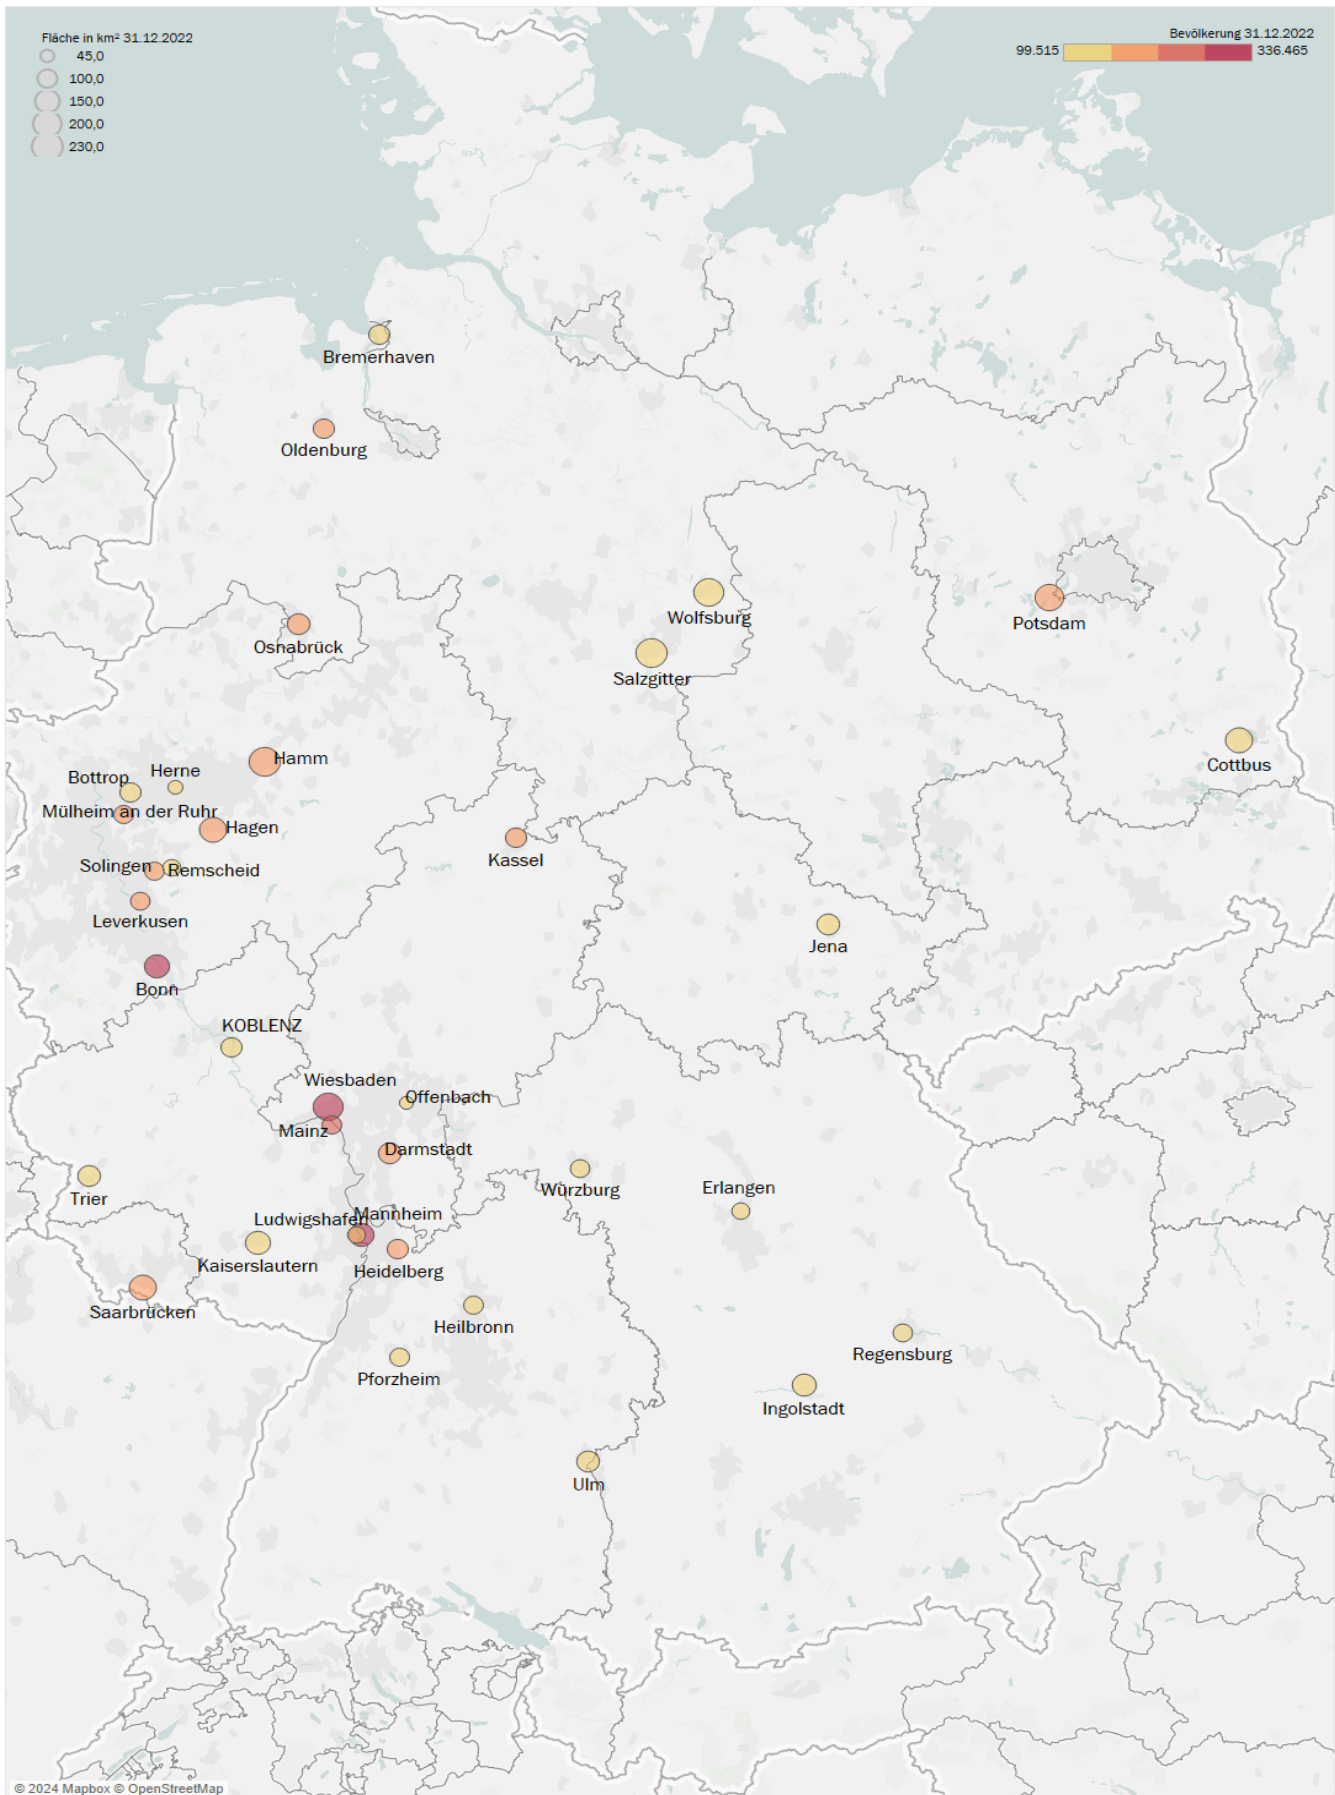 Fläche in km² 31.12.2022
45,0
100,0
150,0
200,0
230,0
Bevölkerung 31.12.2022
99.515 336.465
Bremerhaven
Oldenburg
Wolfsburg
Potsdam
Osnabrück
Salzgitter
Hamm
Cottbus
Herne
Bottrop
Mülheim an der Ruhr
Hagen
Kassel
Solingen
Remscheid
Leverkusen
Jena
Bonn
KOBLENZ
Wiesbaden
Offenbach
Mainz
Darmstadt
Trier
Würzburg
Erlangen
Ludwigshafen
Mannheim
Kaiserslautern
Heidelberg
Saarbrücken
Heilbronn
Regensburg
Pforzheim
Ingolstadt
Ulm
© 2024 Mapbox © OpenStreetMap